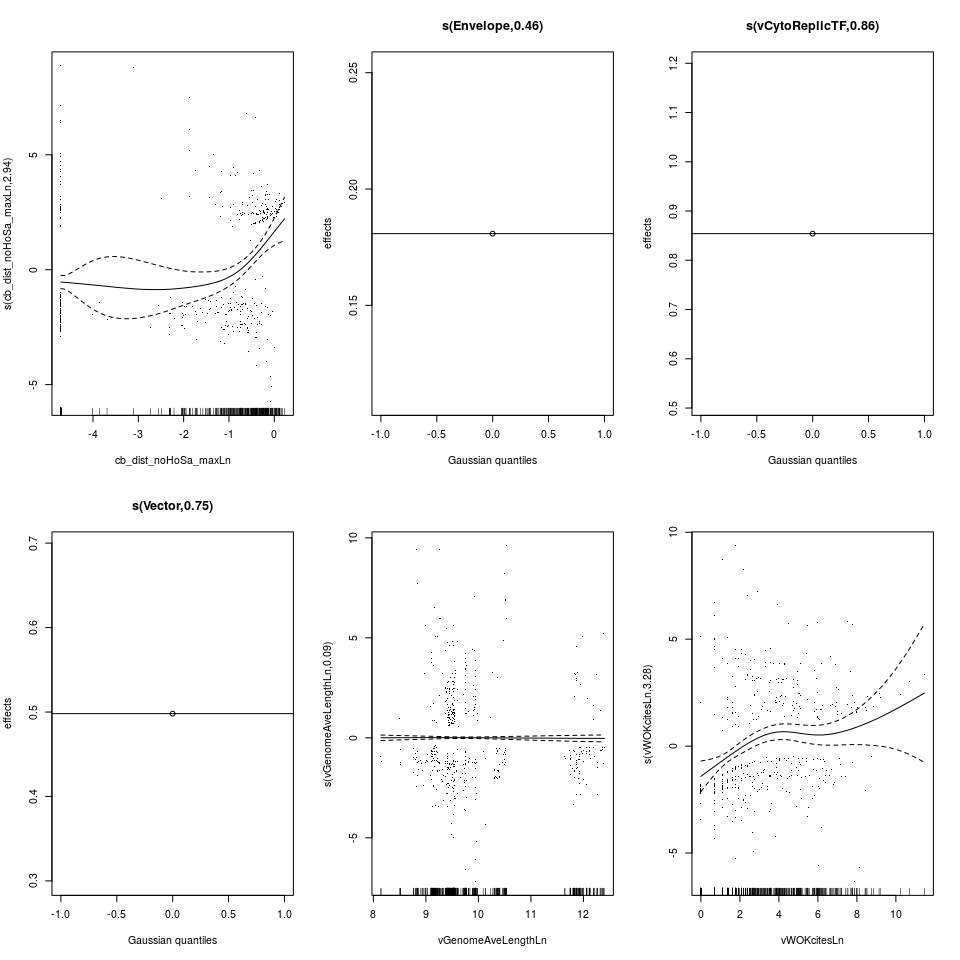 s(cb_dist_noHoSa_maxLn,2.94)
5
0
-5
-4 -3 -2 -1 0
cb_dist_noHoSa_maxLn
s(Envelope,0.46)
effects
0.25
0.20
0.15
-1.0 -0.5 0.0 0.5 1.0
Gaussian quantiles
s(vCytoReplicTF,0.86)
effects
1.2
1.1
1.0
0.9
0.8
0.7
0.6
0.5
-1.0 -0.5 0.0 0.5 1.0
Gaussian quantiles
s(Vector,0.75)
effects
0.7
0.6
0.5
0.4
0.3
-1.0 -0.5 0.0 0.5 1.0
Gaussian quantiles
s(vGenomeAveLengthLn,0.09)
10
5
0
-5
8 9 10 11 12
vGenomeAveLengthLn
s(vWOKcitesLn,3.28)
10
5
0
-5
0 2 4 6 8 10
vWOKcitesLn